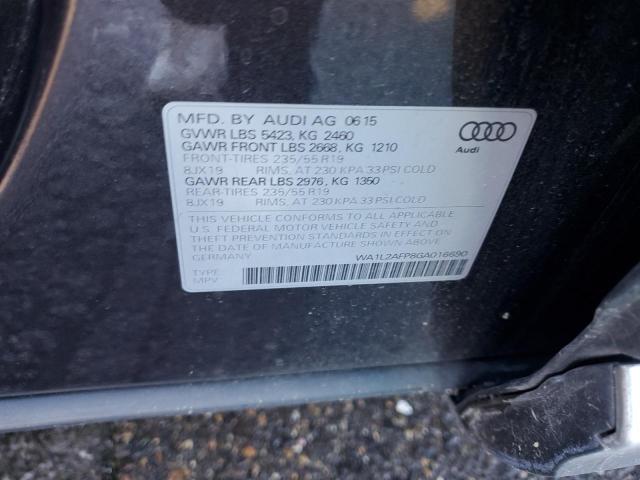 MFD. BY AUDI AG 06 15
GVWR LBS 5423, KG 2460
GAWR FRONT LBS 2668, KG 1210
FRONT-TIRES 235/55 R19
8JX19 RIMS, AT 230 KPA 33 PSI COLD
GAWR REAR LBS 2976, KG 1350
REAR-TIRES 235/55 R19
8JX19 RIMS, AT 230 KPA 33 PSI COLD
Audi
THIS VEHICLE CONFORMS TO ALL APPLICABLE
U.S. FEDERAL MOTOR VEHICLE SAFETY AND
THEFT PREVENTION STANDARDS IN EFFECT ON
THE DATE OF MANUFACTURE SHOWN ABOVE.
GERMANY
WA1L2AFP8GA016690
TYPE:
MPV